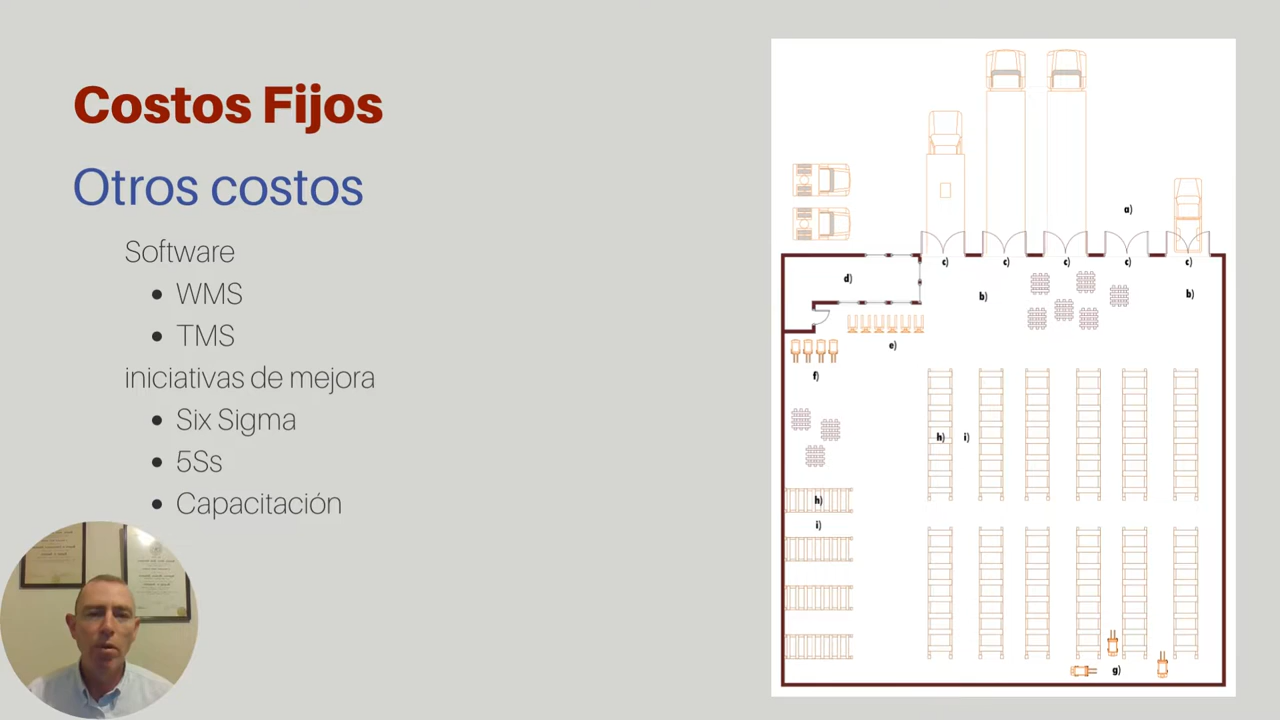 Costos Fijos
Otros costos
Software
• WMS
• TMS
iniciativas de mejora
• Six Sigma
• 5Ss
• Capacitación
a)
c) c) c) c) c)
d)
b) b)
e)
f)
h) i)
h)
i)
g)